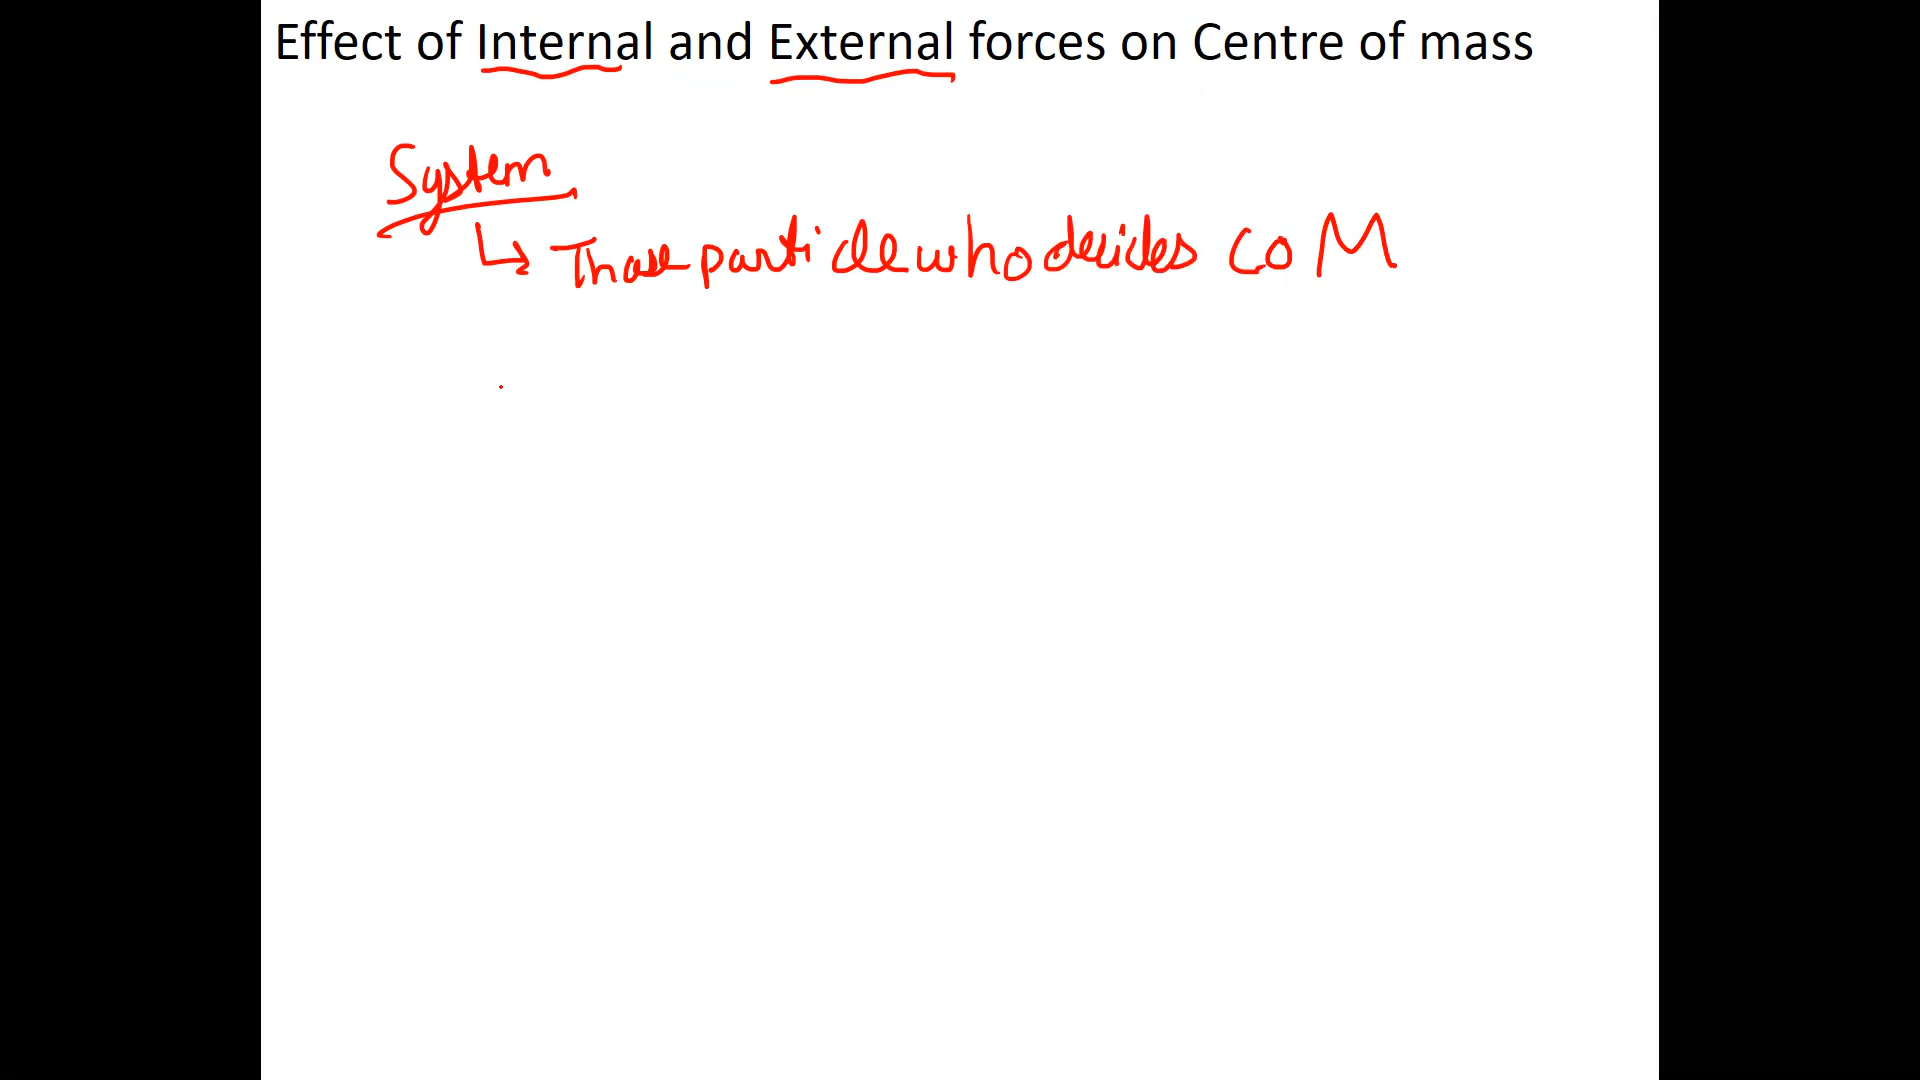 Effect of Internal and External forces on Centre of mass
System
Those particle who decides COM